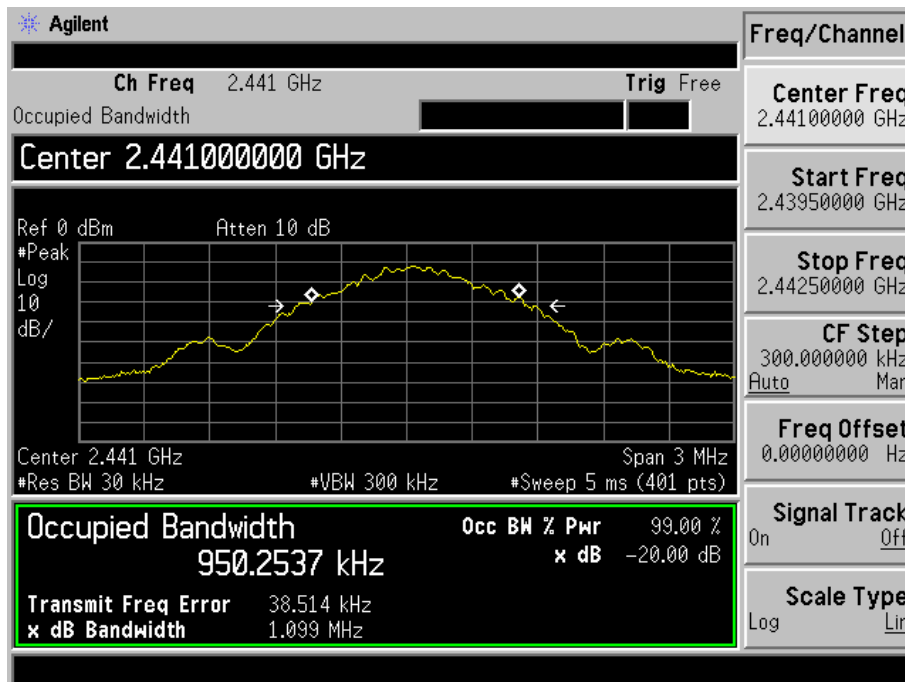 Agilent
Freq/Channel
Ch Freq 2.441 GHz Trig Free
Occupied Bandwidth
Center 2.441000000 GHz
Ref 0 dBm Atten 10 dB
#Peak
Log
10
dB/
Center 2.441 GHz Span 3 MHz
#Res BW 30 kHz #VBW 300 kHz #Sweep 5 ms (401 pts)
Occupied Bandwidth Occ BW % Pwr 99.00 %
950.2537 kHz x dB -20.00 dB
Transmit Freq Error 38.514 kHz
x dB Bandwidth 1.099 MHz
Center Freq
2.44100000 GHz
Start Freq
2.43950000 GHz
Stop Freq
2.44250000 GHz
CF Step
300.000000 kHz
Auto Man
Freq Offset
0.00000000 Hz
Signal Track
On Off
Scale Type
Log Lin